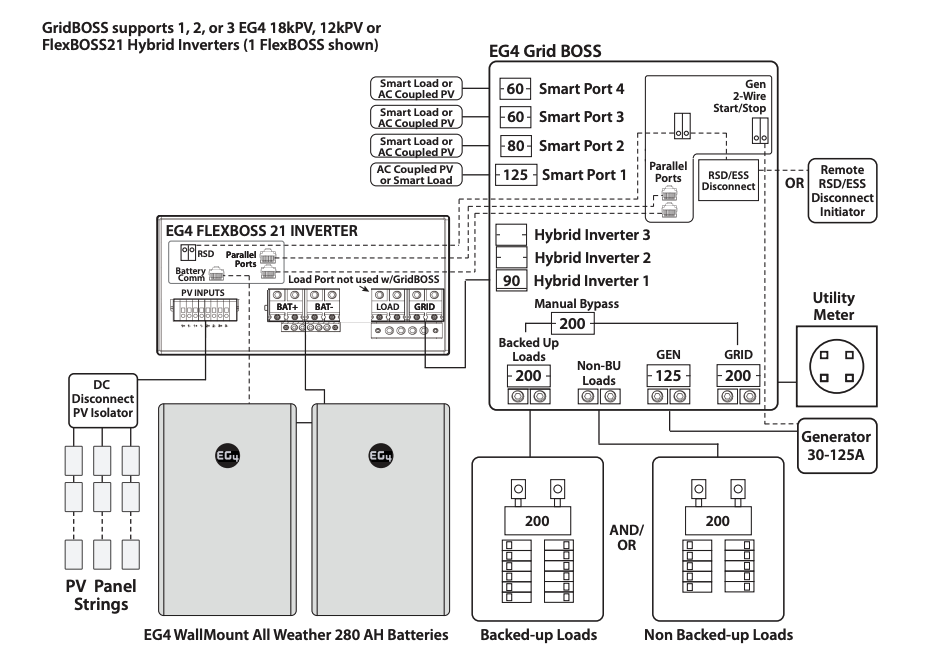 GridBOSS supports 1, 2, or 3 EG4 18kPV, 12kPV or
FlexBOSS21 Hybrid Inverters (1 FlexBOSS shown)
EG4 Grid BOSS
Smart Load or
AC Coupled PV
60 Smart Port 4
Smart Load or
AC Coupled PV
60 Smart Port 3
Smart Load or
AC Coupled PV
80 Smart Port 2
AC Coupled PV
or Smart Load
125 Smart Port 1
Gen
2-Wire
Start/Stop
Parallel
Ports
RSD/ESS
Disconnect
OR
Remote
RSD/ESS
Disconnect
Initiator
Hybrid Inverter 3
Hybrid Inverter 2
90 Hybrid Inverter 1
Manual Bypass
200
Backed Up
Loads
200
Non-BU
Loads
GEN
125
GRID
200
Utility
Meter
Generator
30-125A
EG4 FLEXBOSS 21 INVERTER
RSD
Parallel
Ports
Battery
Comm
Load Port not used w/GridBOSS
PV INPUTS
BAT+ BAT- LOAD GRID
DC
Disconnect
PV Isolator
EG4
EG4
200
AND/
OR
200
PV Panel
Strings
EG4 WallMount All Weather 280 AH Batteries
Backed-up Loads
Non Backed-up Loads